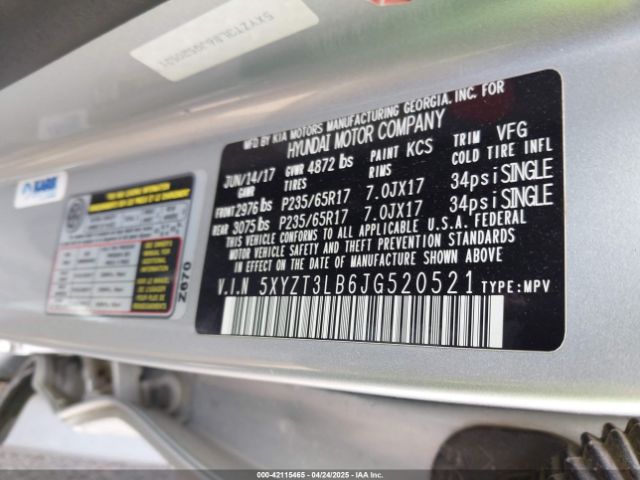 5XYZT3LB6JG520521
MFD. BY KIA MOTORS MANUFACTURING GEORGIA, INC. FOR
HYUNDAI MOTOR COMPANY
JUN/14/17 GVWR 4872 lbs PAINT KCS TRIM VFG
GAWR TIRES RIMS COLD TIRE INFL
FRONT 2976 lbs P235/65R17 7.0JX17 34psi SINGLE
REAR 3075 lbs P235/65R17 7.0JX17 34psi SINGLE
THIS VEHICLE CONFORMS TO ALL APPLICABLE U.S.A. FEDERAL
MOTOR VEHICLE SAFETY AND THEFT PREVENTION STANDARDS
IN EFFECT ON THE DATE OF MANUFACTURE SHOWN ABOVE
V.I.N 5XYZT3LB6JG520521 TYPE:MPV
Z670
000-42115465 - 04/24/2025 - IAAI